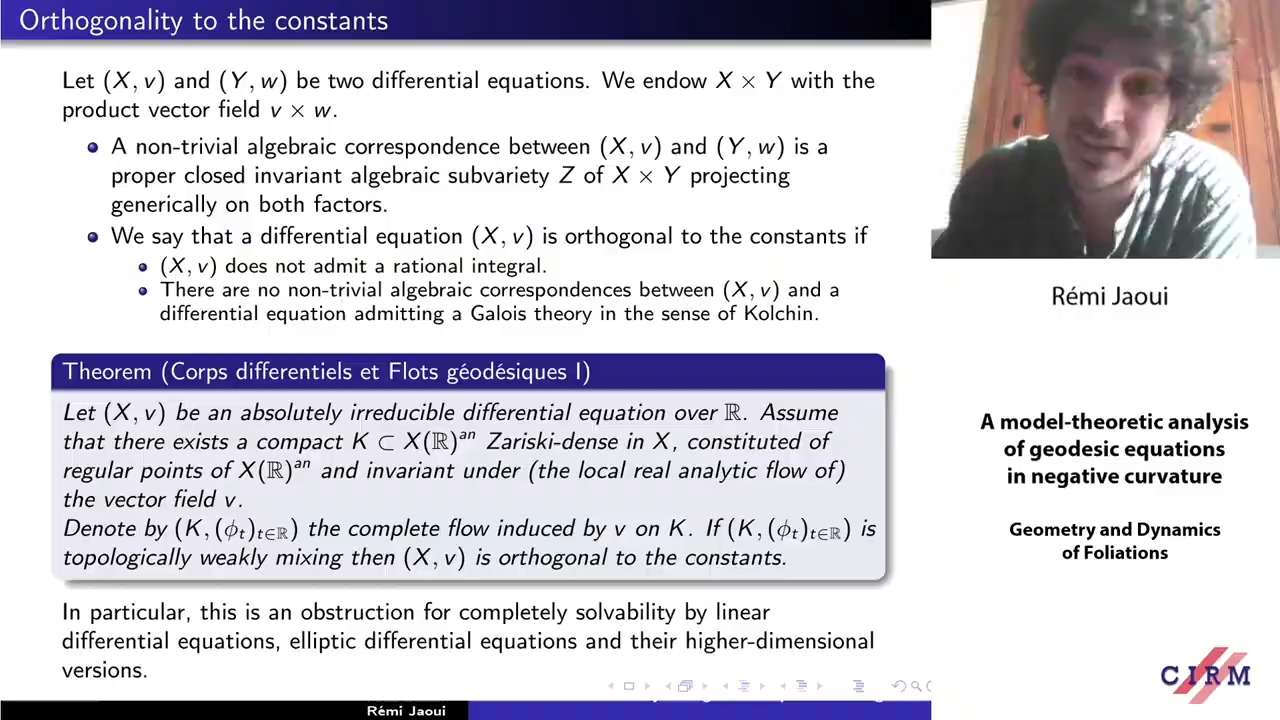 Orthogonality to the constants
Let (X, v) and (Y, w) be two differential equations. We endow X × Y with the
product vector field v × w.
A non-trivial algebraic correspondence between (X, v) and (Y, w) is a
proper closed invariant algebraic subvariety Z of X × Y projecting
generically on both factors.
We say that a differential equation (X, v) is orthogonal to the constants if
(X, v) does not admit a rational integral.
There are no non-trivial algebraic correspondences between (X, v) and a
differential equation admitting a Galois theory in the sense of Kolchin.
Theorem (Corps differentiels et Flots géodésiques I)
Let (X, v) be an absolutely irreducible differential equation over ℝ. Assume
that there exists a compact K ⊂ X(ℝ)^an Zariski-dense in X, constituted of
regular points of X(ℝ)^an and invariant under (the local real analytic flow of)
the vector field v.
Denote by (K, (ϕ_t)_{t∈ℝ}) the complete flow induced by v on K. If (K, (ϕ_t)_{t∈ℝ}) is
topologically weakly mixing then (X, v) is orthogonal to the constants.
In particular, this is an obstruction for completely solvability by linear
differential equations, elliptic differential equations and their higher-dimensional
versions.
Rémi Jaoui
Rémi Jaoui
A model-theoretic analysis
of geodesic equations
in negative curvature
Geometry and Dynamics
of Foliations
CIRM